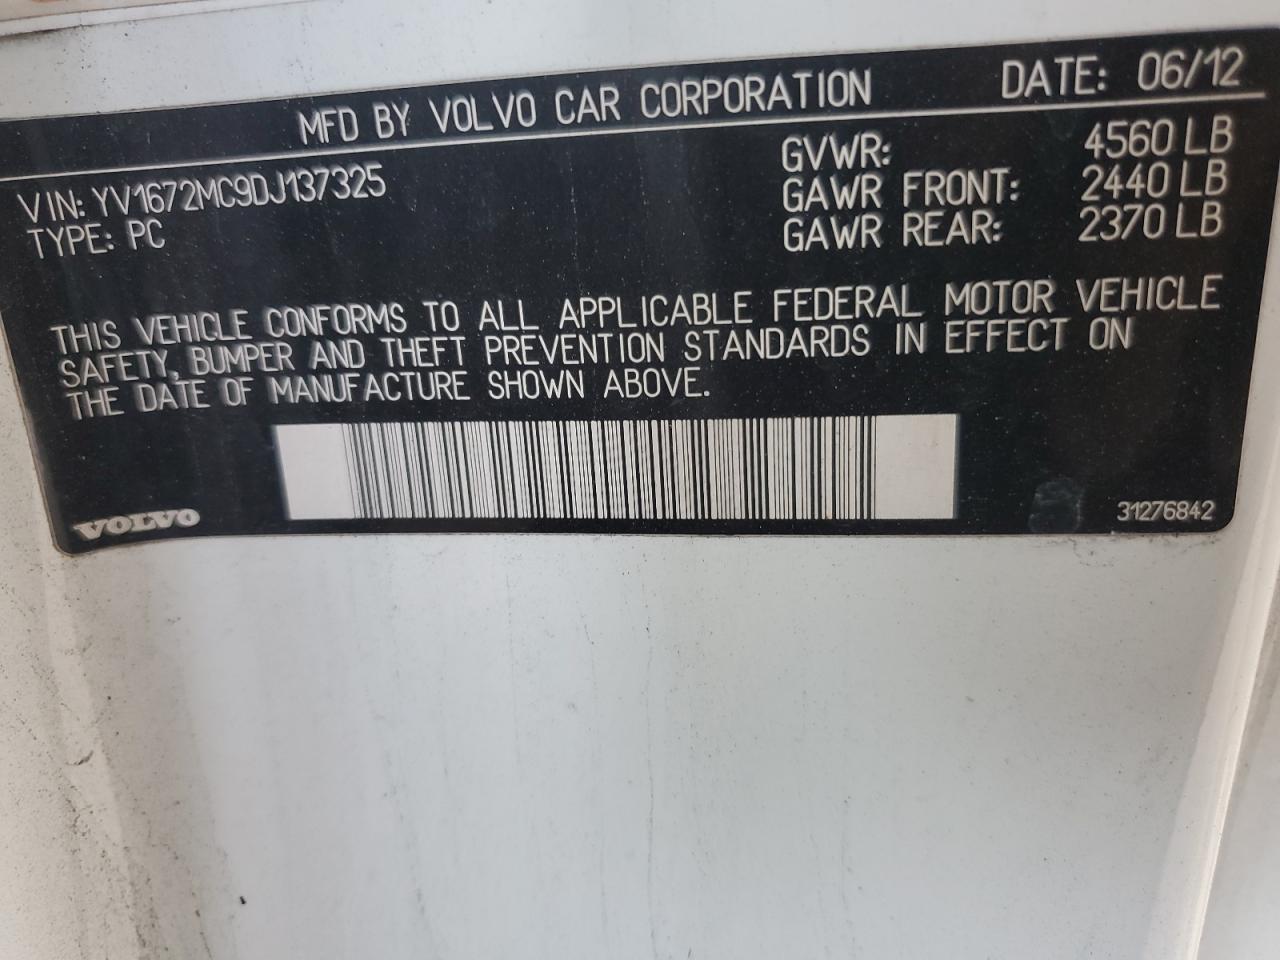 MFD BY VOLVO CAR CORPORATION DATE: 06/12
VIN: YV1672MC9DJ137325
TYPE: PC
GVWR: 4560 LB
GAWR FRONT: 2440 LB
GAWR REAR: 2370 LB
THIS VEHICLE CONFORMS TO ALL APPLICABLE FEDERAL MOTOR VEHICLE
SAFETY, BUMPER AND THEFT PREVENTION STANDARDS IN EFFECT ON
THE DATE OF MANUFACTURE SHOWN ABOVE.
VOLVO
31276842